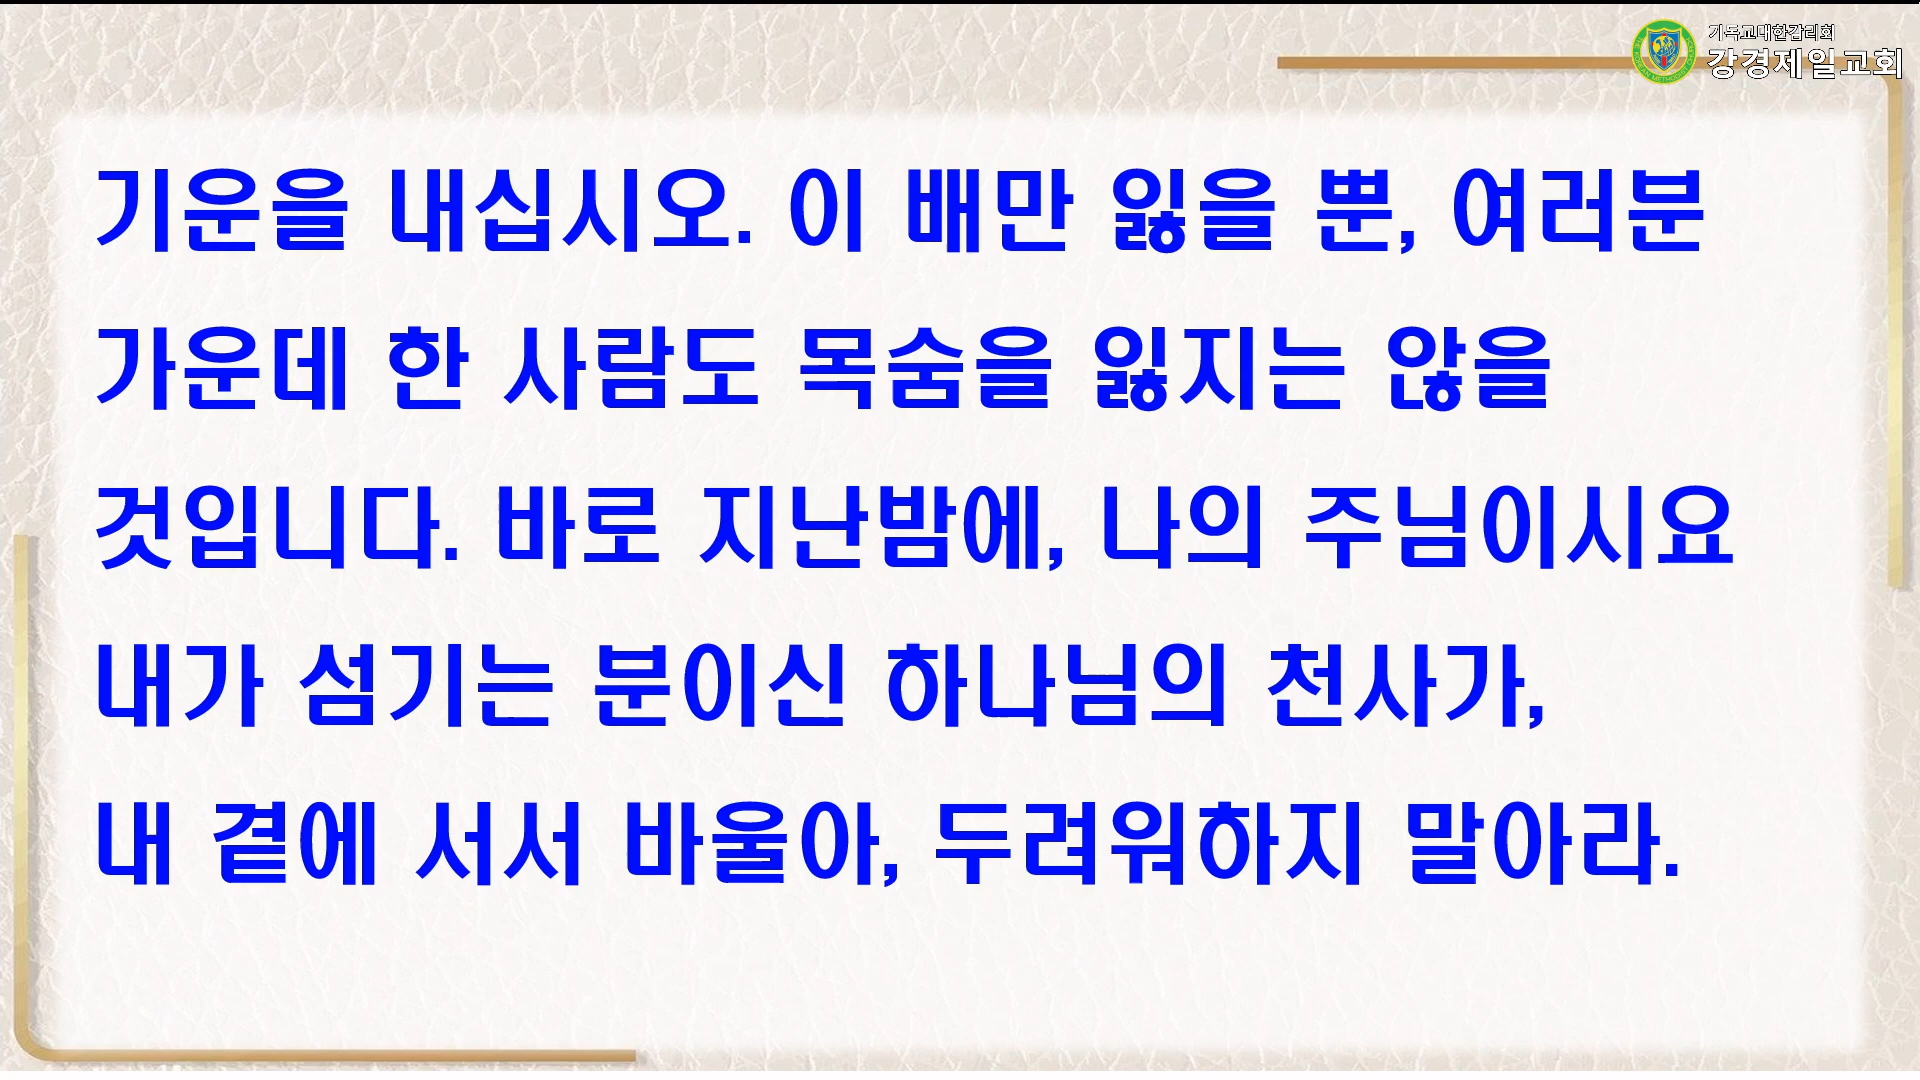 기독교대한감리회
강경제일교회
기운을 내십시오. 이 배만 잃을 뿐, 여러분
가운데 한 사람도 목숨을 잃지는 않을
것입니다. 바로 지난밤에, 나의 주님이시요
내가 섬기는 분이신 하나님의 천사가,
내 곁에 서서 바울아, 두려워하지 말아라.